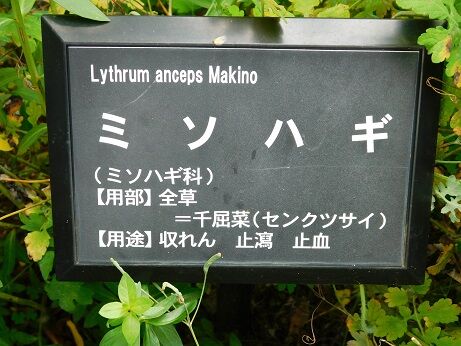 Lythrum anceps Makino
ミソハギ
(ミソハギ科)
【用部】全草
＝千屈菜(センクツサイ)
【用途】収れん 止瀉 止血